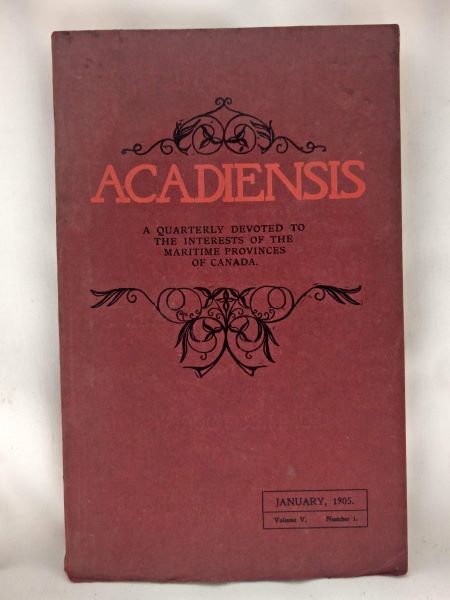 ACADIENSIS
A QUARTERLY DEVOTED TO
THE INTERESTS OF THE
MARITIME PROVINCES
OF CANADA.
JANUARY, 1905.
Volume V. Number 1.